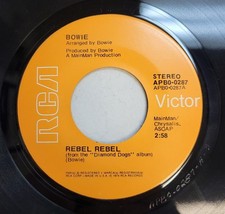 BOWIE
Arranged by Bowie
Produced by Bowie
A MainMan Production
STEREO
APBO-0287
APBO-0287A
RCA
Victor
MainMan/
Chrysalis,
ASCAP
2:58
REBEL REBEL
(from the "Diamond Dogs" album)
(Bowie)